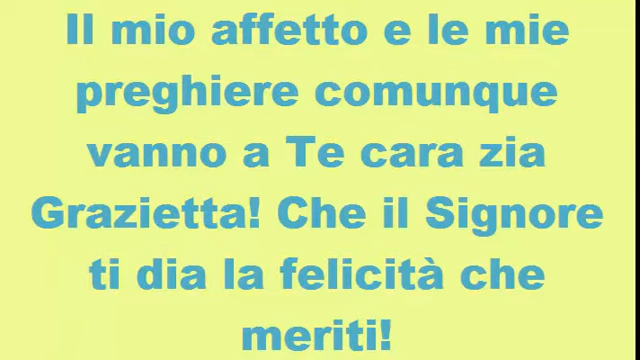 Il mio affetto e le mie
preghiere comunque
vanno a Te cara zia
Grazietta! Che il Signore
ti dia la felicità che
meriti!